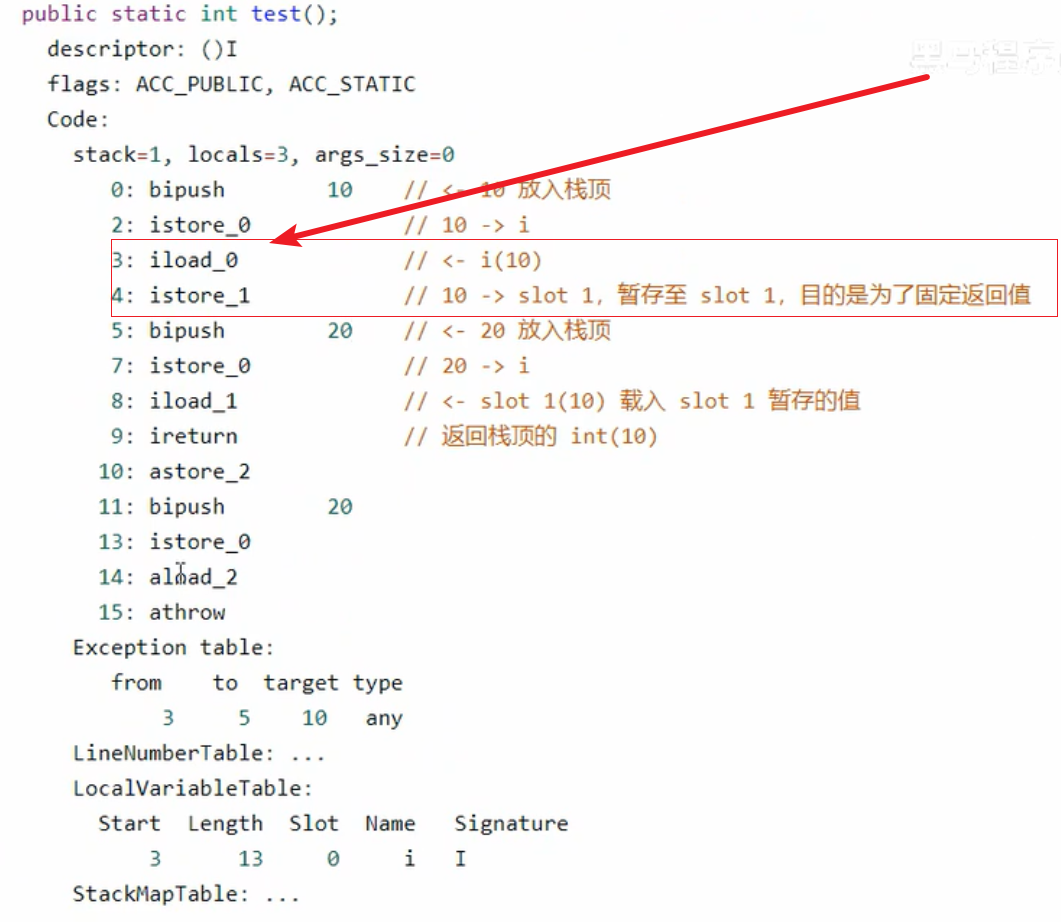 public static int test();
descriptor: ()I
flags: ACC_PUBLIC, ACC_STATIC
Code:
stack=1, locals=3, args_size=0
0: bipush 10 // <- 10 放入栈顶
2: istore_0 // 10 -> i
3: iload_0 // <- i(10)
4: istore_1 // 10 -> slot 1, 暂存至 slot 1, 目的是为了固定返回值
5: bipush 20 // <- 20 放入栈顶
7: istore_0 // 20 -> i
8: iload_1 // <- slot 1(10) 载入 slot 1 暂存的值
9: ireturn // 返回栈顶的 int(10)
10: astore_2
11: bipush 20
13: istore_0
14: aload_2
15: athrow
Exception table:
from to target type
3 5 10 any
LineNumberTable: ...
LocalVariableTable:
Start Length Slot Name Signature
3 13 0 i I
StackMapTable: ...